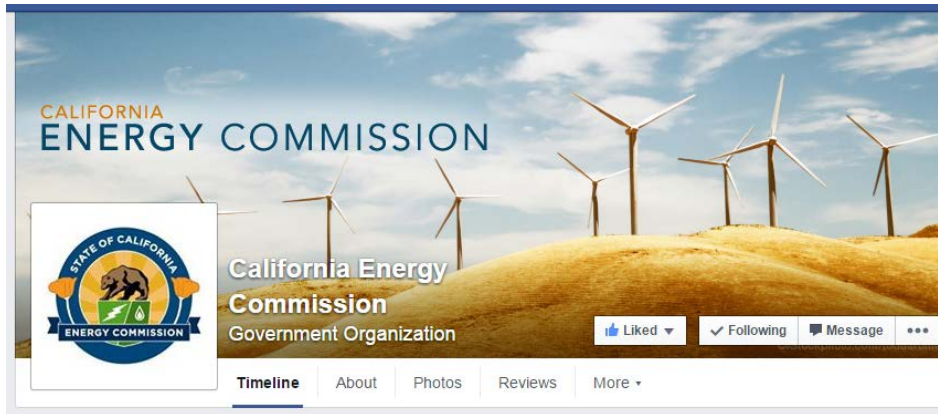 CALIFORNIA
ENERGY COMMISSION
STATE OF CALIFORNIA
ENERGY COMMISSION
California Energy
Commission
Government Organization
Liked
Following
Message
Timeline
About
Photos
Reviews
More